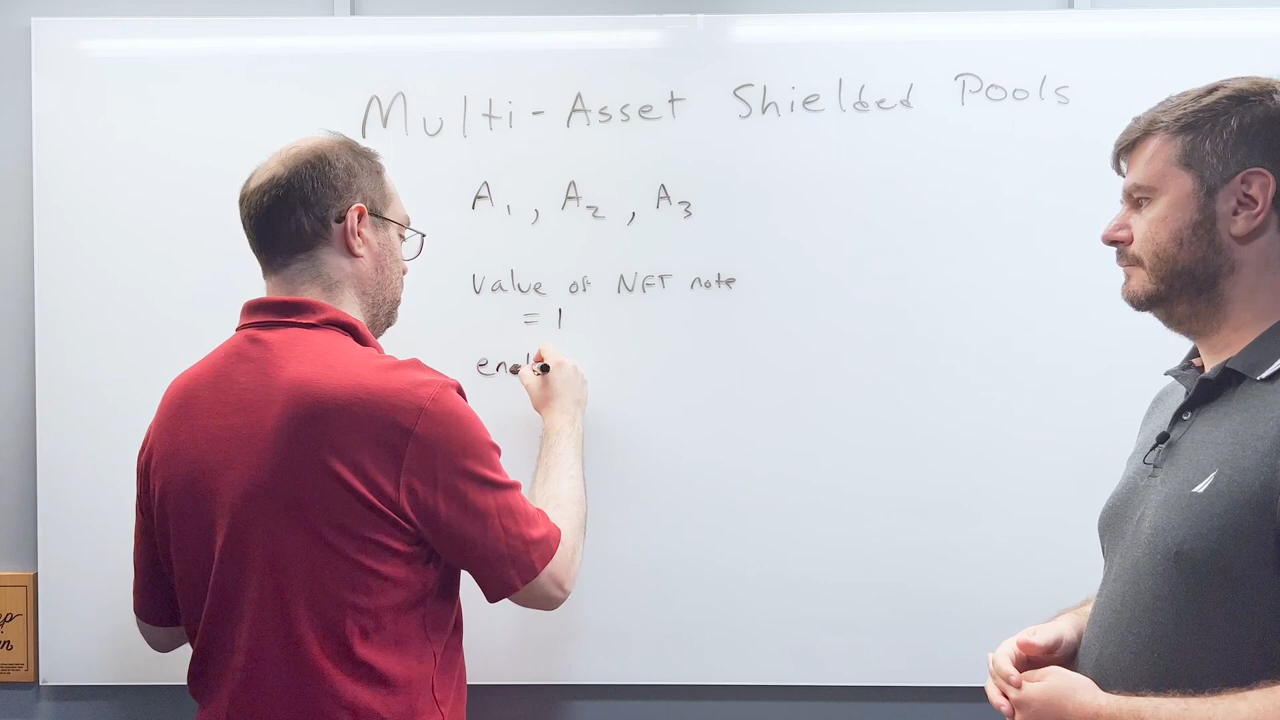 Multi-Asset Shielded Pools
A₁, A₂, A₃
Value of NFT note
= 1